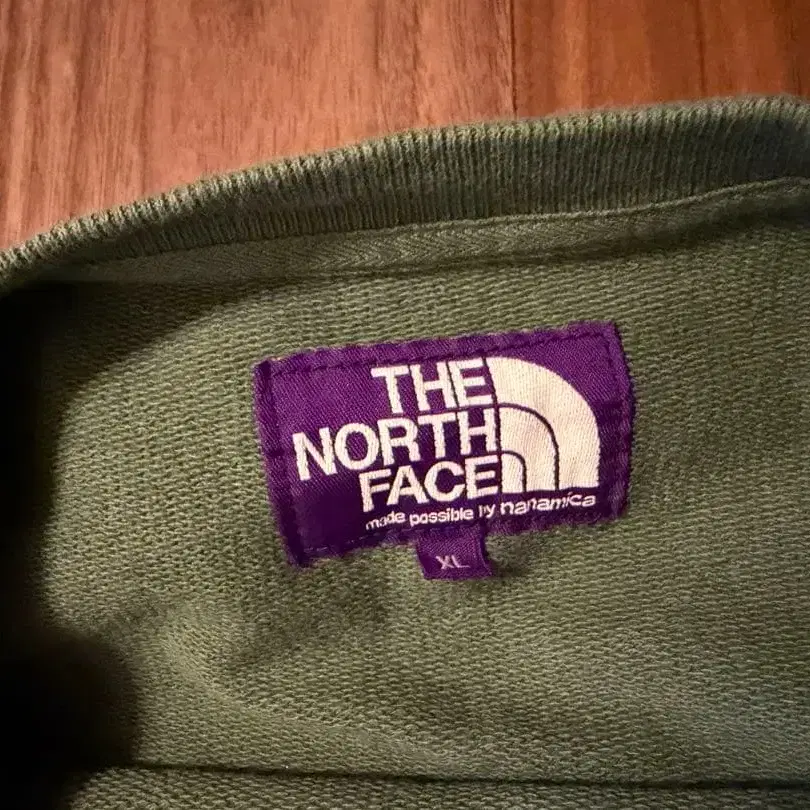 THE
NORTH
FACE
made possible by nanamica
XL